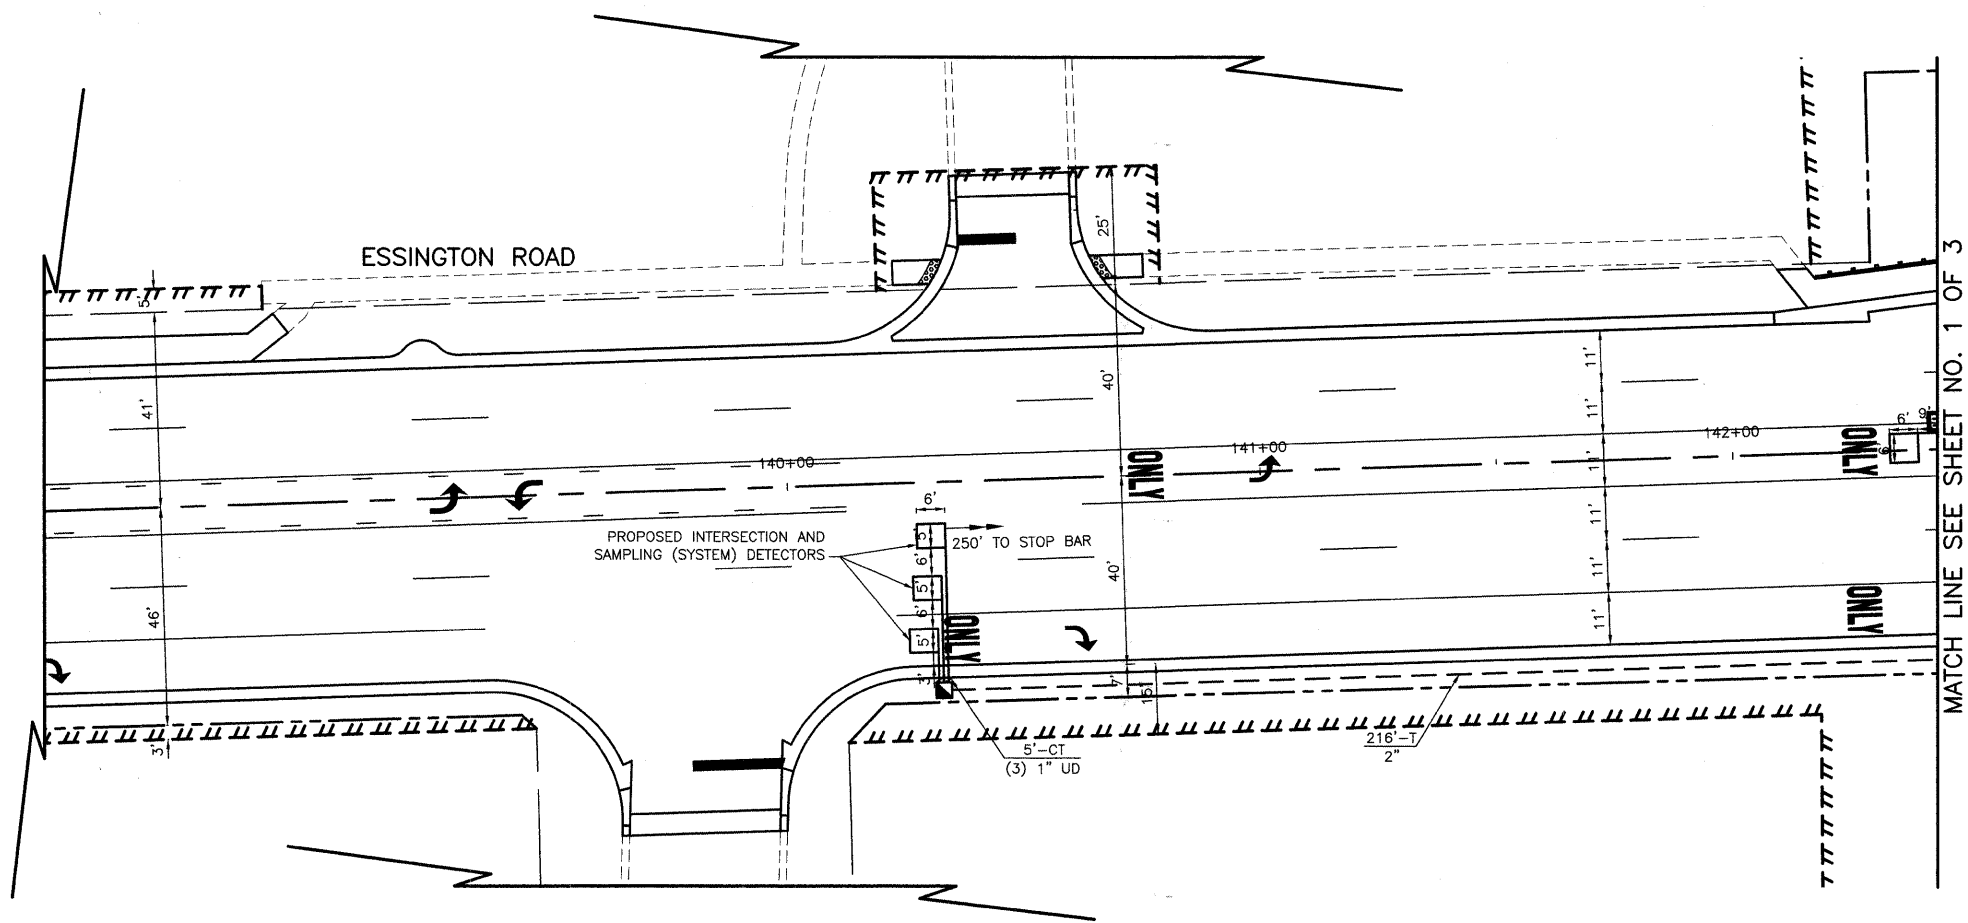 ESSINGTON ROAD
25'
5'
41'
40'
11'
11'
11'
11'
11'
11'
140+00
141+00
142+00
ONLY
ONLY
6'
9'
6'
6'
PROPOSED INTERSECTION AND
SAMPLING (SYSTEM) DETECTORS
5'
250' TO STOP BAR
6'
5'
6'
5'
3'
40'
46'
ONLY
ONLY
7'
15'
3'
5'-CT
(3) 1" UD
216'-T
2"
MATCH LINE SEE SHEET NO. 1 OF 3